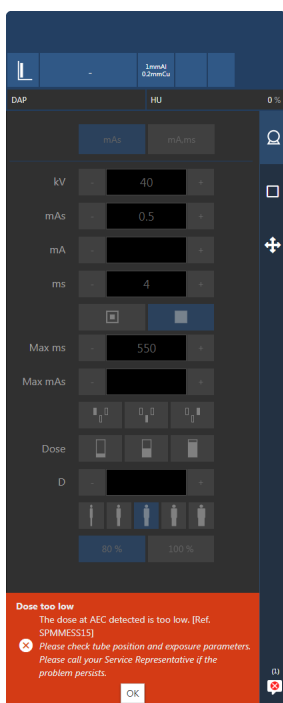 -
1mmAl
0.2mmCu
DAP HU 0 %
mAs mA,ms
kV - 40 +
mAs - 0.5 +
mA - +
ms - 4 +
Max ms - 550 +
Max mAs - +
Dose
D - +
80 % 100 %
Dose too low
The dose at AEC detected is too low. [Ref.
SPMMESS15]
Please check tube position and exposure parameters.
Please call your Service Representative if the
problem persists.
(1)
OK